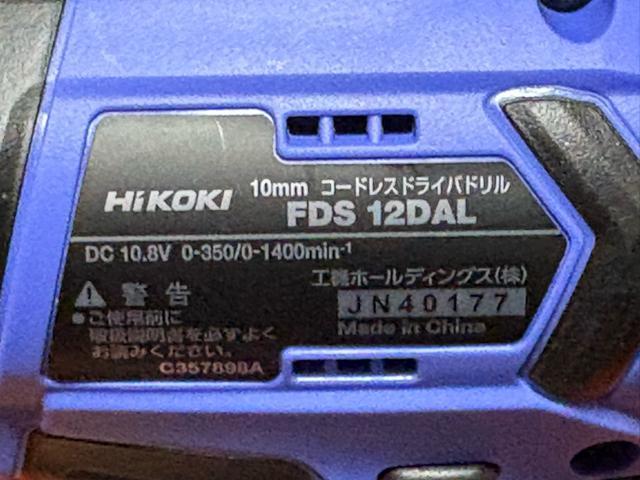 HiKOKI 10mm コードレスドライバドリル
FDS 12DAL
DC 10.8V 0-350/0-1400min-1
工機ホールディングス(株)
警告
JN40177
●ご使用前に
Made in China
取扱説明書を必ずよく
お読みください。
C357898A